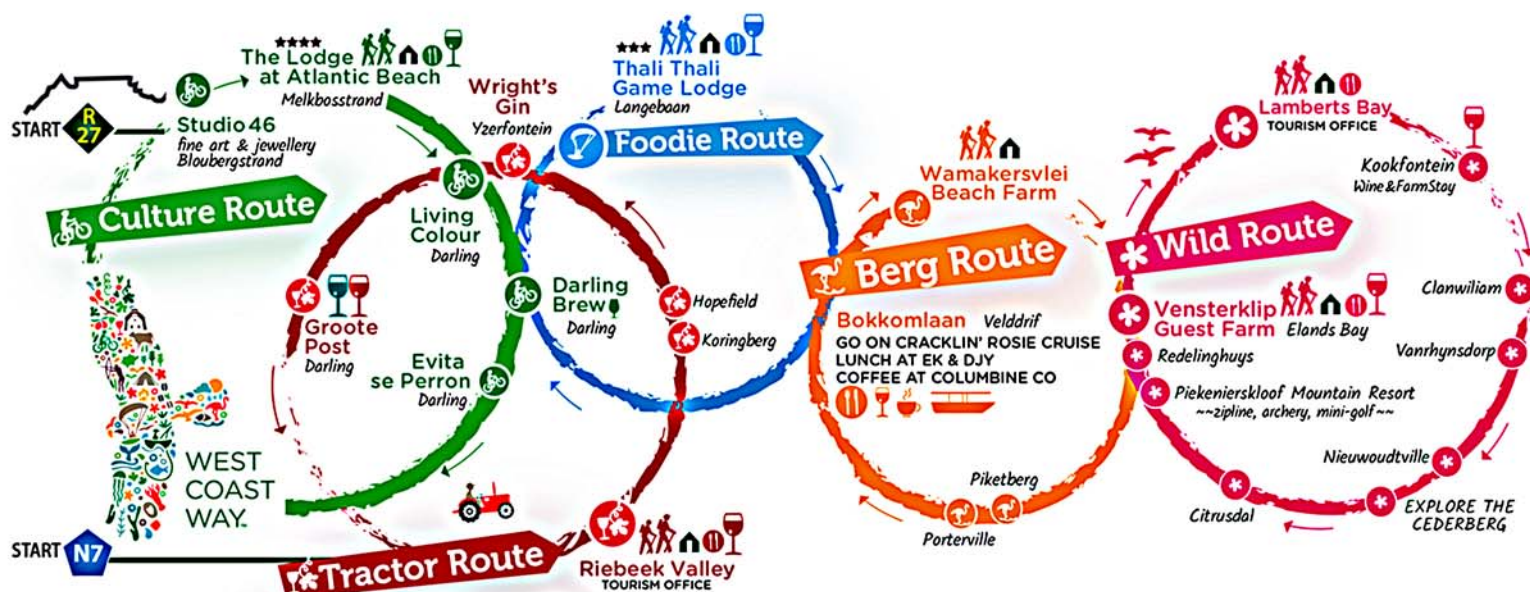 START R 27
Studio 46
fine art & jewellery
Bloubergstrand
The Lodge
at Atlantic Beach
Melkbosstrand
Culture Route
Living
Colour
Darling
Darling
Brew
Darling
Evita
se Perron
Darling
WEST
COAST
WAY
START N7
Tractor Route
Groote
Post
Darling
Wright's
Gin
Yzerfontein
Hopefield
Koringberg
Riebeek Valley
TOURISM OFFICE
Thali Thali
Game Lodge
Langebaan
Foodie Route
Wamakersvlei
Beach Farm
Berg Route
Bokkomlaan Velddrif
GO ON CRACKLIN' ROSIE CRUISE
LUNCH AT EK & DJY
COFFEE AT COLUMBINE CO
Piketberg
Porterville
Lamberts Bay
TOURISM OFFICE
Kookfontein
Wine&FarmStay
Wild Route
Vensterklip
Guest Farm Elands Bay
Clanwiliam
Redelinghuys
Vanrhynsdorp
Piekenierskloof Mountain Resort
~~zipline, archery, mini-golf~~
Nieuwoudtville
Citrusdal
EXPLORE THE
CEDERBERG